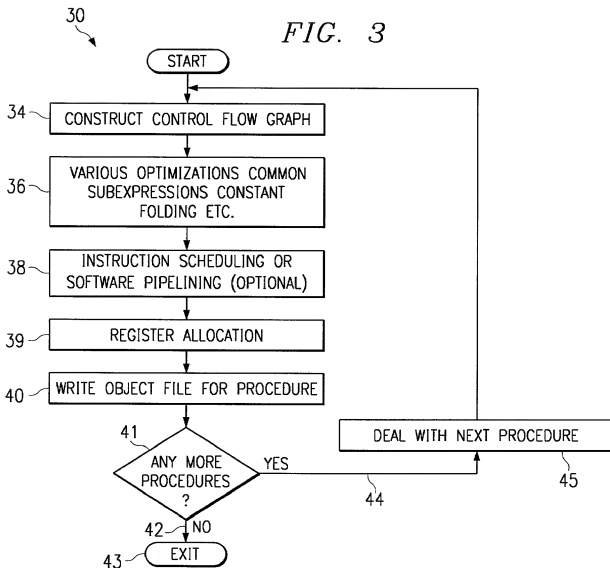 30
FIG. 3
START
34
CONSTRUCT CONTROL FLOW GRAPH
36
VARIOUS OPTIMIZATIONS COMMON
SUBEXPRESSIONS CONSTANT
FOLDING ETC.
38
INSTRUCTION SCHEDULING OR
SOFTWARE PIPELINING (OPTIONAL)
39
REGISTER ALLOCATION
40
WRITE OBJECT FILE FOR PROCEDURE
41
ANY MORE
PROCEDURES
?
YES
44
DEAL WITH NEXT PROCEDURE
45
42
NO
43
EXIT